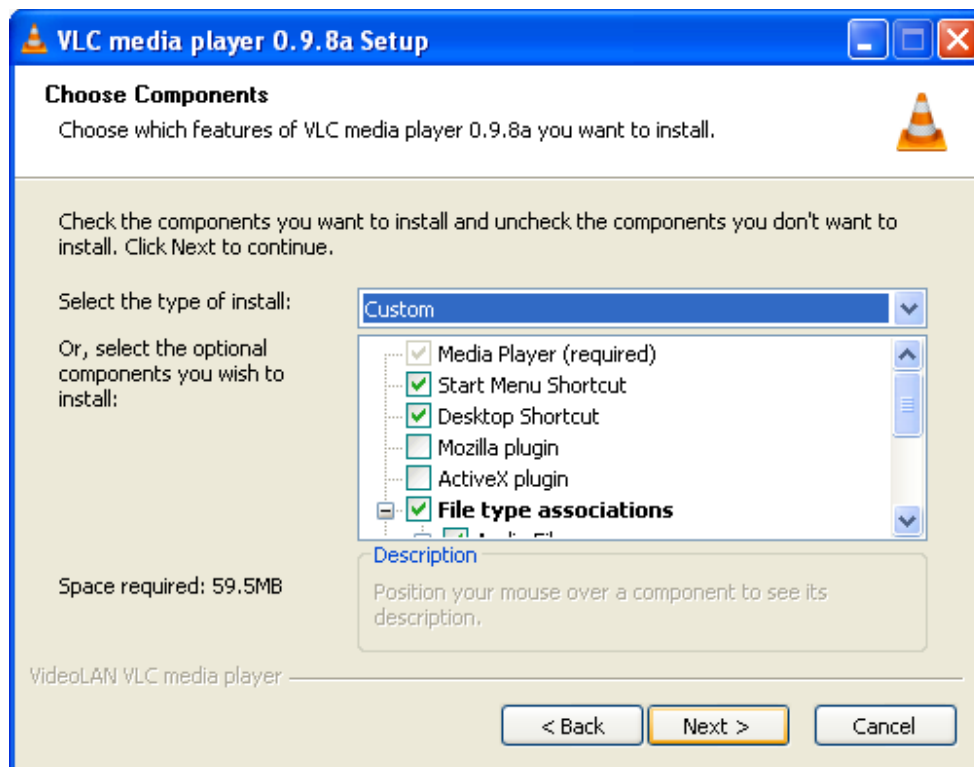 VLC media player 0.9.8a Setup
Choose Components
Choose which features of VLC media player 0.9.8a you want to install.
Check the components you want to install and uncheck the components you don't want to
install. Click Next to continue.
Select the type of install:
Custom
Or, select the optional
components you wish to
install:
Media Player (required)
Start Menu Shortcut
Desktop Shortcut
Mozilla plugin
ActiveX plugin
File type associations
Space required: 59.5MB
Description
Position your mouse over a component to see its
description.
VideoLAN VLC media player
< Back
Next >
Cancel